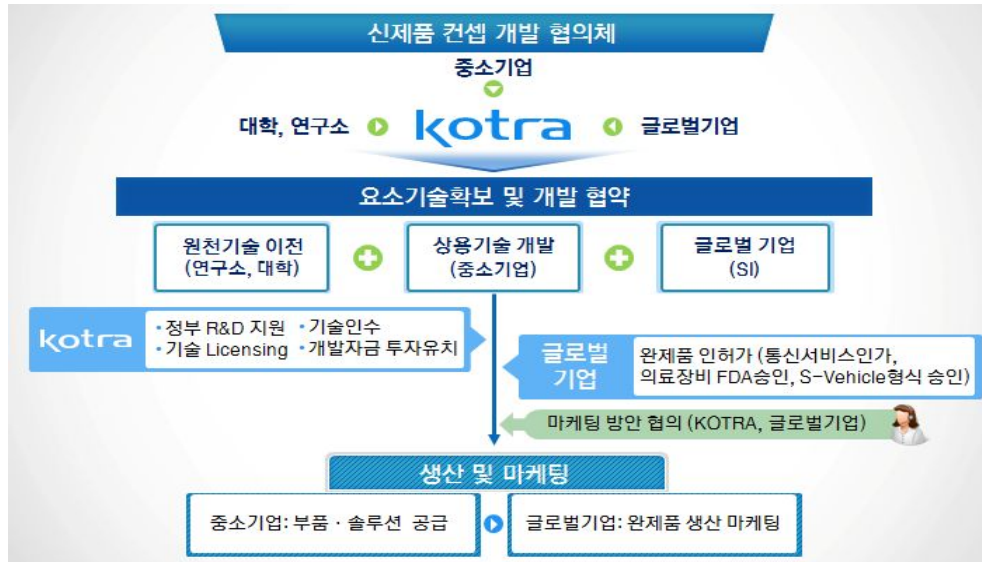 신제품 컨셉 개발 협의체
중소기업
대학, 연구소 kotra 글로벌기업
요소기술확보 및 개발 협약
원천기술 이전
(연구소, 대학)
상용기술 개발
(중소기업)
글로벌 기업
(SI)
kotra
•정부 R&D 지원 •기술인수
•기술 Licensing •개발자금 투자유치
글로벌
기업
완제품 인허가 (통신서비스인가,
의료장비 FDA승인, S-Vehicle형식 승인)
마케팅 방안 협의 (KOTRA, 글로벌기업)
생산 및 마케팅
중소기업: 부품·솔루션 공급
글로벌기업: 완제품 생산 마케팅